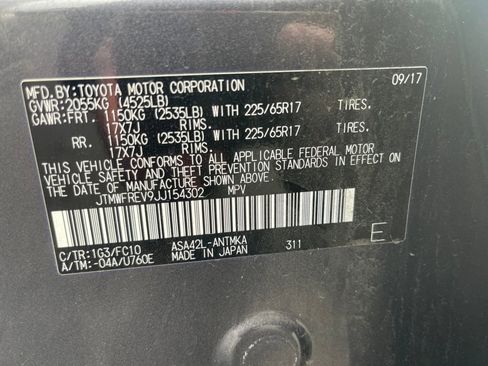 MFD.BY:TOYOTA MOTOR CORPORATION 09/17
GVWR:2055KG (4525LB)
GAWR:FRT. 1150KG (2535LB) WITH 225/65R17 TIRES.
17X7J RIMS.
RR. 1150KG (2535LB) WITH 225/65R17 TIRES.
17X7J RIMS.
THIS VEHICLE CONFORMS TO ALL APPLICABLE FEDERAL MOTOR
VEHICLE SAFETY AND THEFT PREVENTION STANDARDS IN EFFECT
ON THE DATE OF MANUFACTURE SHOWN ABOVE.
JTMWFREV9JJ154302 MPV
C/TR:1G3/FC10 ASA42L-ANTMKA 311 E
A/TM:-04A/U760E MADE IN JAPAN